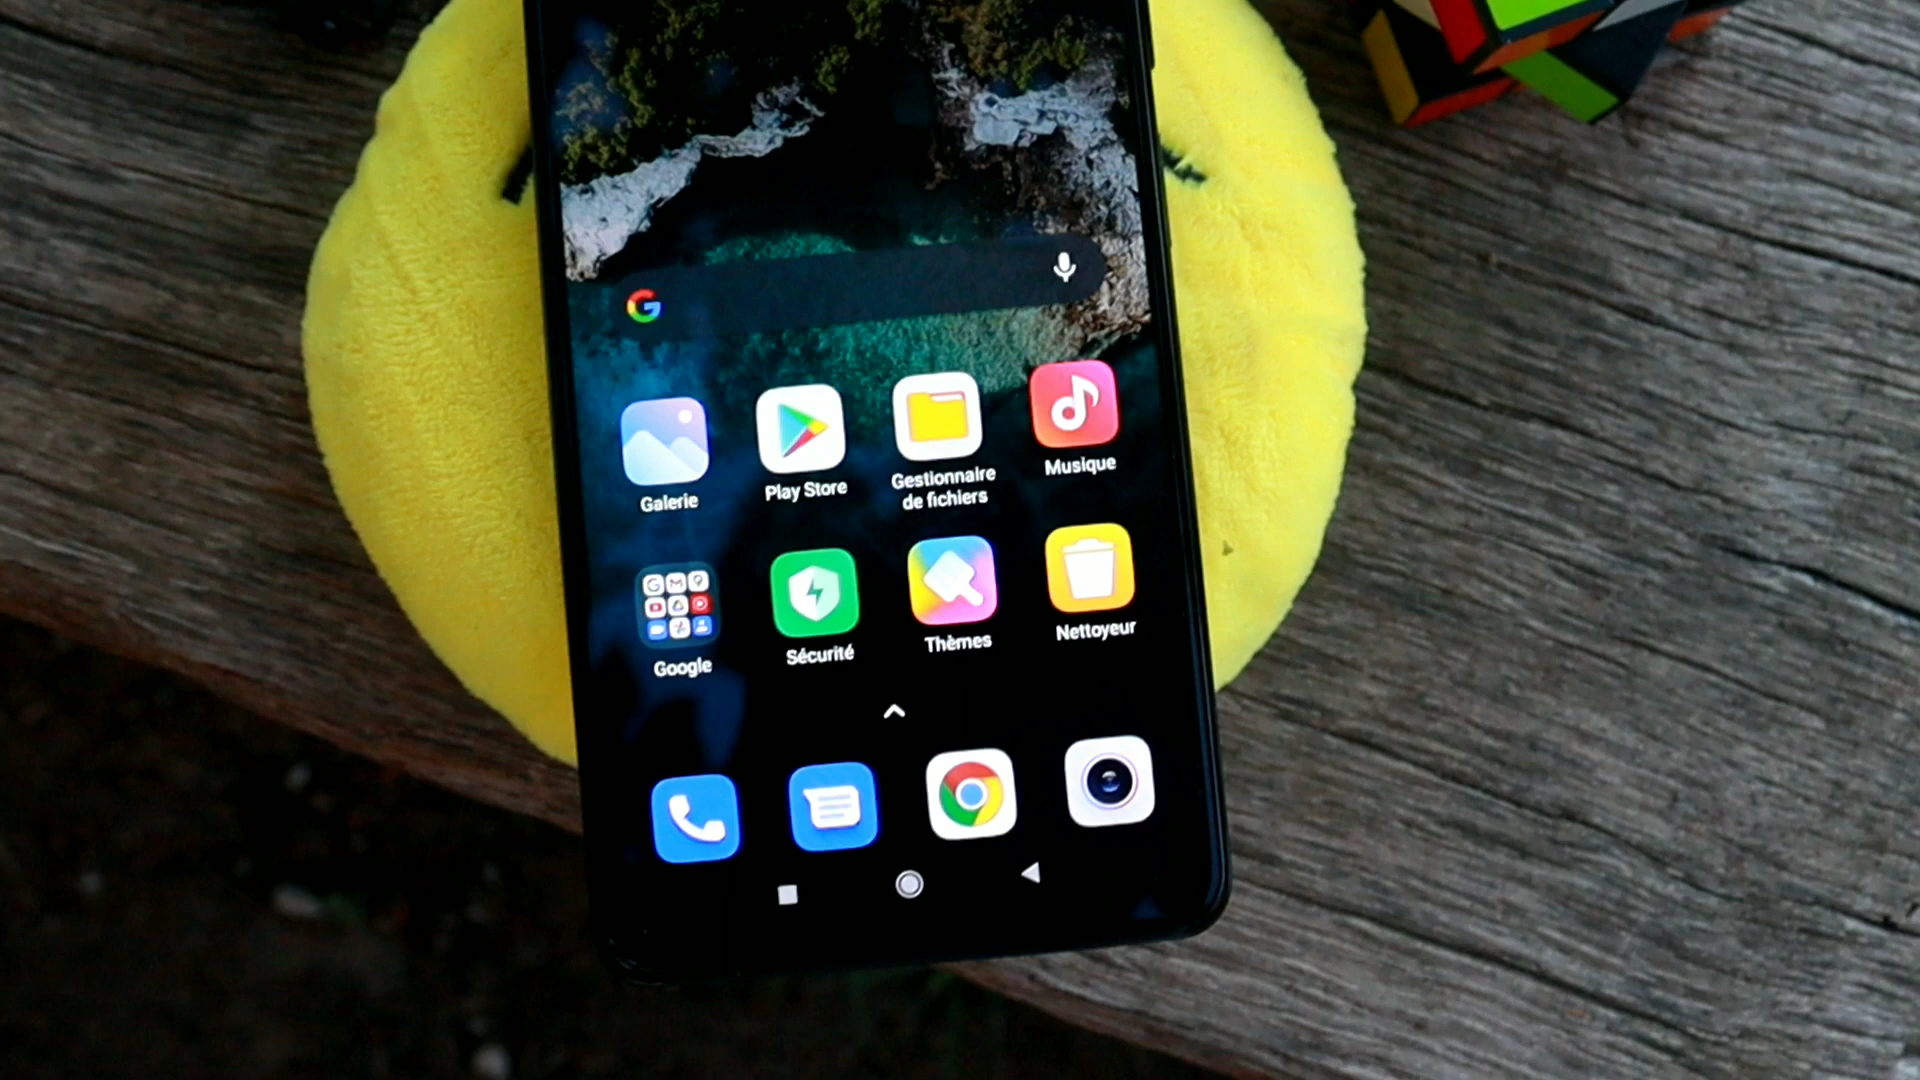 Galerie
Play Store
Gestionnaire
de fichiers
Musique
Google
Sécurité
Thèmes
Nettoyeur